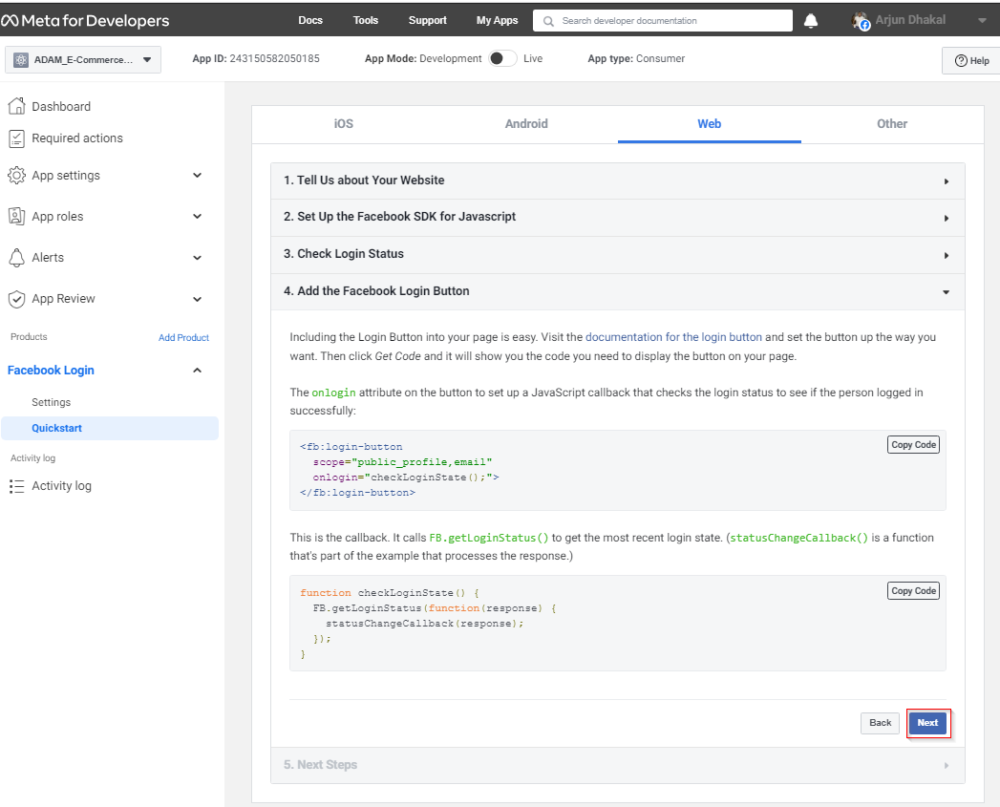 Meta for Developers
Docs Tools Support My Apps Search developer documentation Arjun Dhakal
ADAM_E-Commerce... App ID: 243150582050185 App Mode: Development Live App type: Consumer Help
Dashboard
Required actions
App settings
App roles
Alerts
App Review
Products Add Product
Facebook Login
Settings
Quickstart
Activity log
Activity log
iOS Android Web Other
1. Tell Us about Your Website
2. Set Up the Facebook SDK for Javascript
3. Check Login Status
4. Add the Facebook Login Button
Including the Login Button into your page is easy. Visit the documentation for the login button and set the button up the way you
want. Then click Get Code and it will show you the code you need to display the button on your page.
The onlogin attribute on the button to set up a JavaScript callback that checks the login status to see if the person logged in
successfully:
Copy Code
<fb:login-button
scope="public_profile,email"
onlogin="checkLoginState();">
</fb:login-button>
This is the callback. It calls FB.getLoginStatus() to get the most recent login state. (statusChangeCallback() is a function
that's part of the example that processes the response.)
Copy Code
function checkLoginState() {
FB.getLoginStatus(function(response) {
statusChangeCallback(response);
});
}
Back Next
5. Next Steps